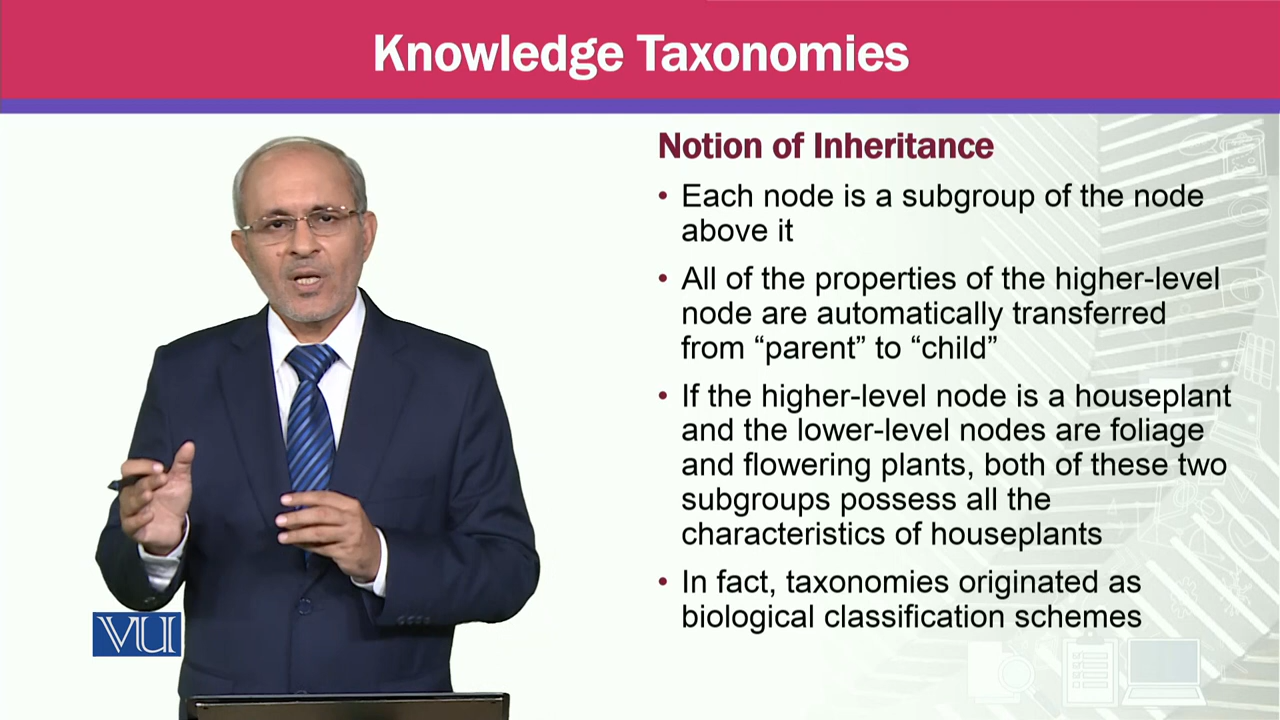 Knowledge Taxonomies
Notion of Inheritance
• Each node is a subgroup of the node
above it
• All of the properties of the higher-level
node are automatically transferred
from “parent” to “child”
• If the higher-level node is a houseplant
and the lower-level nodes are foliage
and flowering plants, both of these two
subgroups possess all the
characteristics of houseplants
• In fact, taxonomies originated as
biological classification schemes
VU